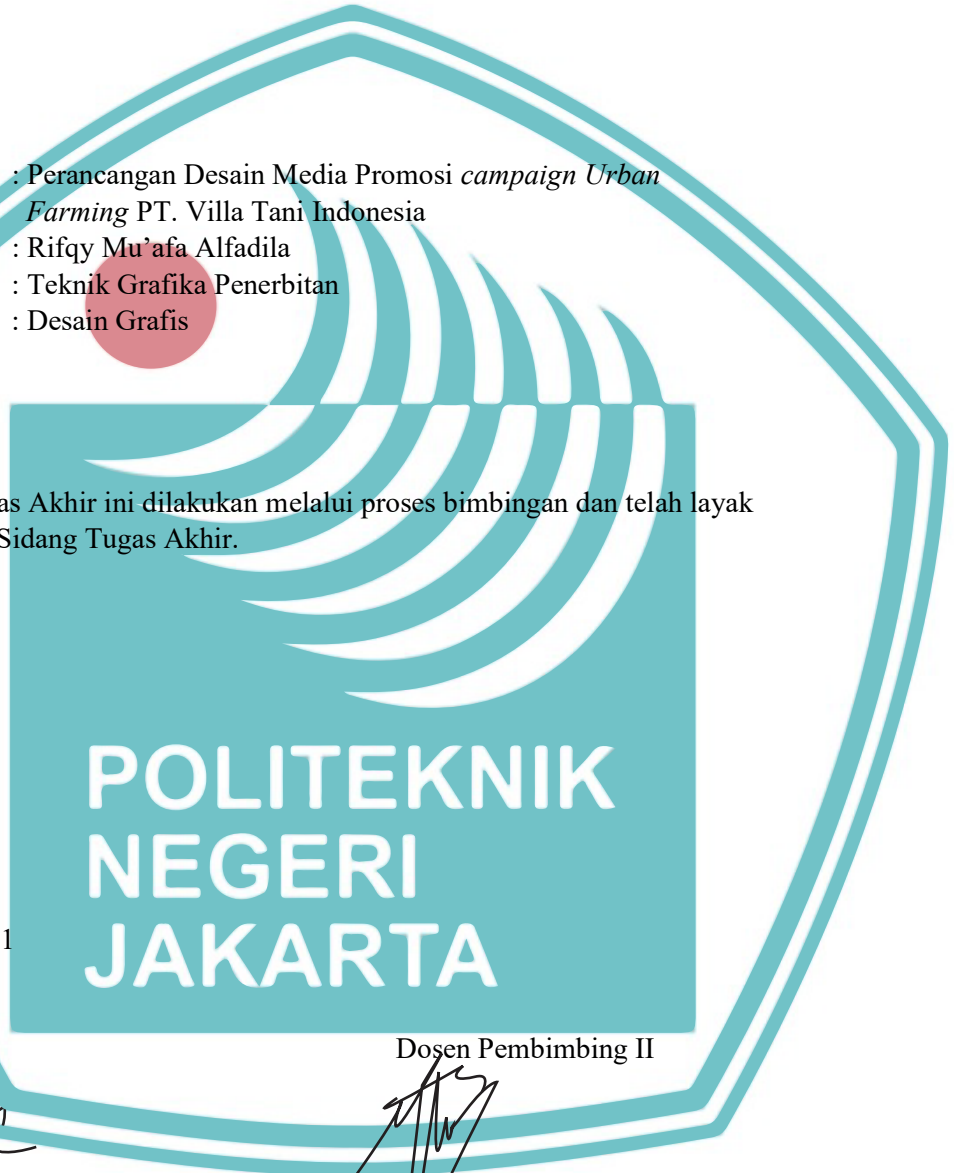 : Perancangan Desain Media Promosi campaign Urban
Farming PT. Villa Tani Indonesia
: Rifqy Mu’afa Alfadila
: Teknik Grafika Penerbitan
: Desain Grafis
as Akhir ini dilakukan melalui proses bimbingan dan telah layak
Sidang Tugas Akhir.
POLITEKNIK
NEGERI
JAKARTA
1
Dosen Pembimbing II